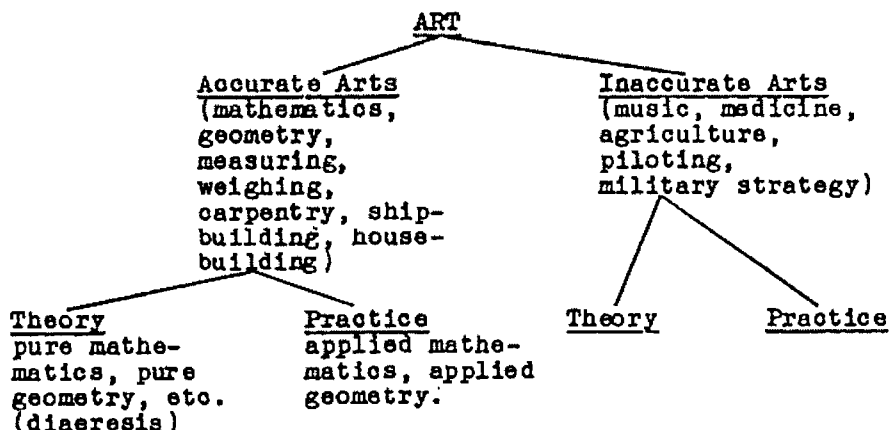 ART
Accurate Arts
(mathematics,
geometry,
measuring,
weighing,
carpentry, ship-
building, house-
building)
Inaccurate Arts
(music, medicine,
agriculture,
piloting,
military strategy)
Theory
pure mathe-
matics, pure
geometry, etc.
(diaeresis)
Practice
applied mathe-
matics, applied
geometry.
Theory
Practice